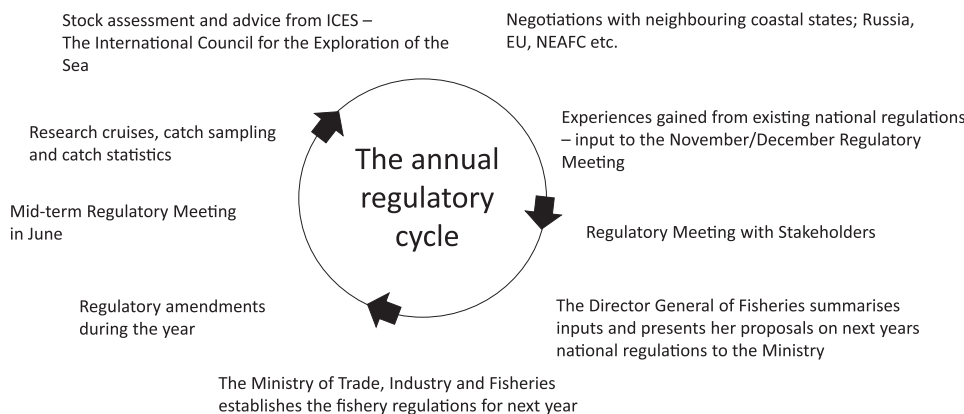 Stock assessment and advice from ICES –
The International Council for the Exploration of the
Sea
Negotiations with neighbouring coastal states; Russia,
EU, NEAFC etc.
Experiences gained from existing national regulations
– input to the November/December Regulatory
Meeting
Regulatory Meeting with Stakeholders
The Director General of Fisheries summarises
inputs and presents her proposals on next years
national regulations to the Ministry
The Ministry of Trade, Industry and Fisheries
establishes the fishery regulations for next year
Regulatory amendments
during the year
Mid-term Regulatory Meeting
in June
Research cruises, catch sampling
and catch statistics
The annual
regulatory
cycle